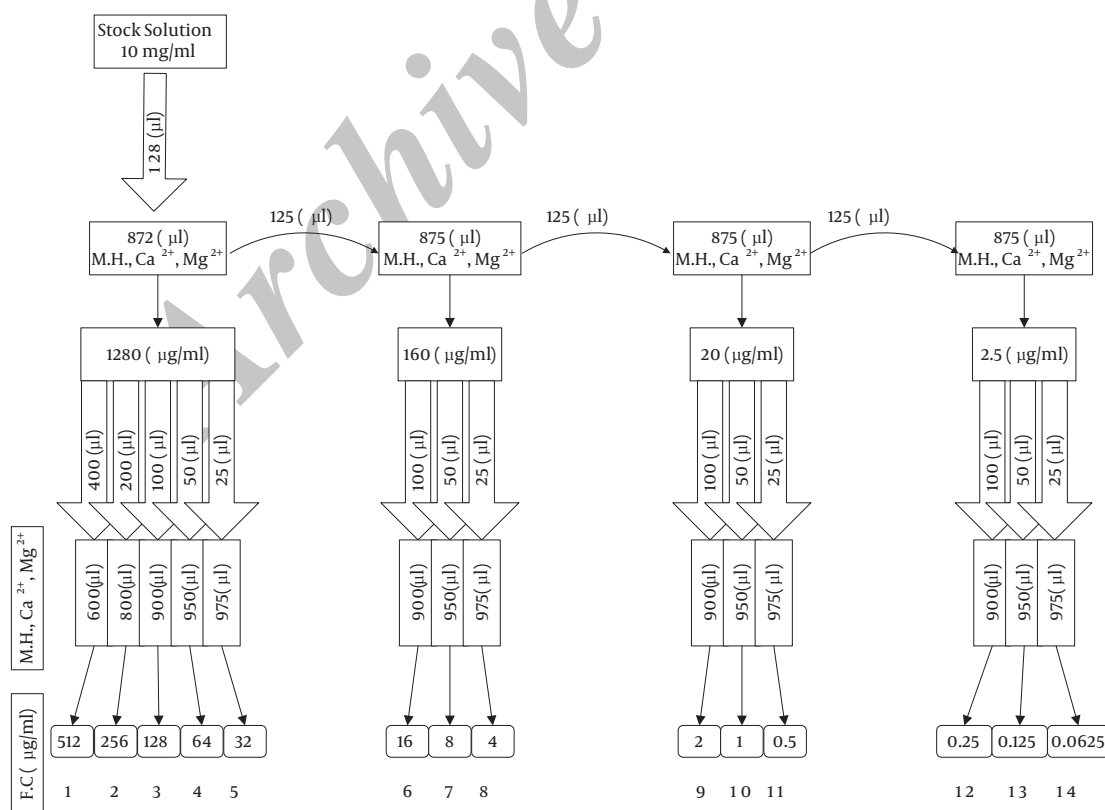 Stock Solution
10 mg/ml
128 (µl)
125 ( µl)
125 ( µl)
125 ( µl)
872 ( µl)
M.H., Ca 2+, Mg 2+
875 ( µl)
M.H., Ca 2+, Mg 2+
875 ( µl)
M.H., Ca 2+, Mg 2+
875 ( µl)
M.H., Ca 2+, Mg 2+
1280 ( µg/ml)
160 ( µg/ml)
20 ( µg/ml)
2.5 ( µg/ml)
400 (µl)
200 (µl)
100 (µl)
50 (µl)
25 (µl)
100 (µl)
50 (µl)
25 (µl)
100 (µl)
50 (µl)
25 (µl)
100 (µl)
50 (µl)
25 (µl)
M.H., Ca 2+, Mg 2+
600(µl)
800(µl)
900(µl)
950(µl)
975(µl)
900(µl)
950(µl)
975(µl)
900(µl)
950(µl)
975(µl)
900(µl)
950(µl)
975(µl)
F.C ( µg/ml)
512 256 128 64 32 16 8 4 2 1 0.5 0.25 0.125 0.0625
1 2 3 4 5 6 7 8 9 10 11 12 13 14
Archive